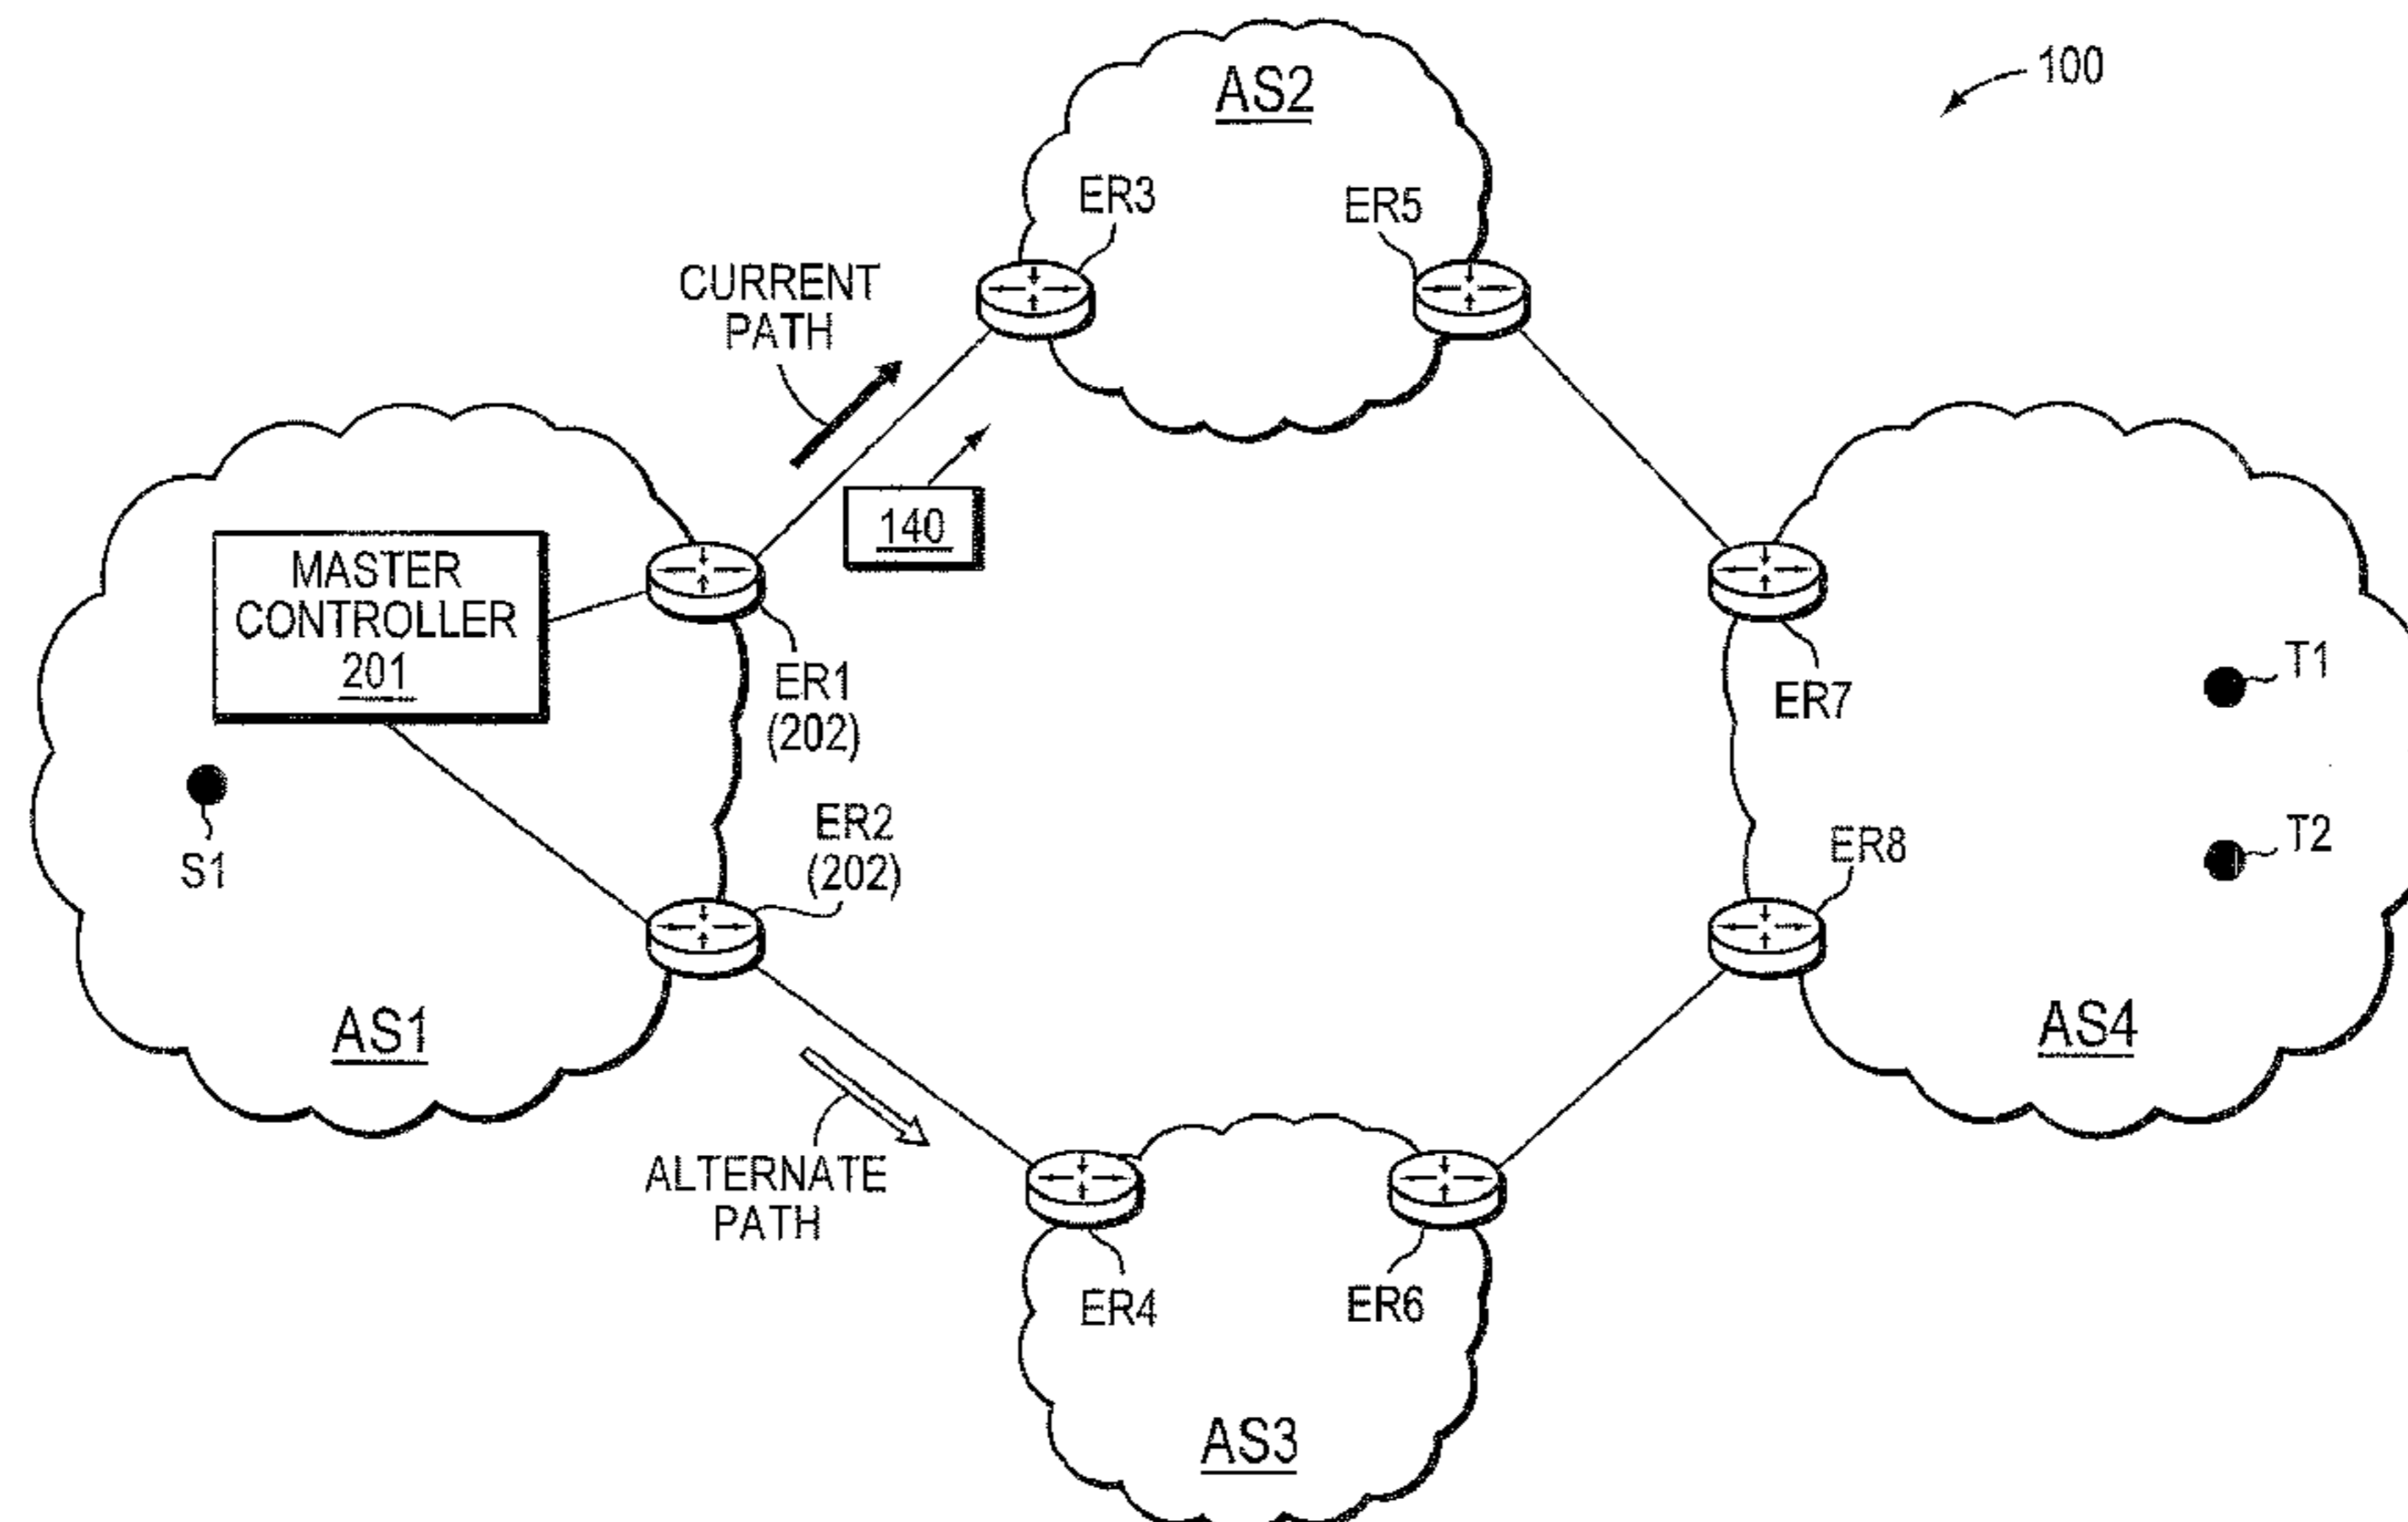 AS2
100
ER3
ER5
CURRENT
PATH
140
MASTER
CONTROLLER
201
ER1
(202)
ER7
T1
S1
ER2
(202)
ER8
T2
AS1
AS4
ALTERNATE
PATH
ER4
ER6
AS3